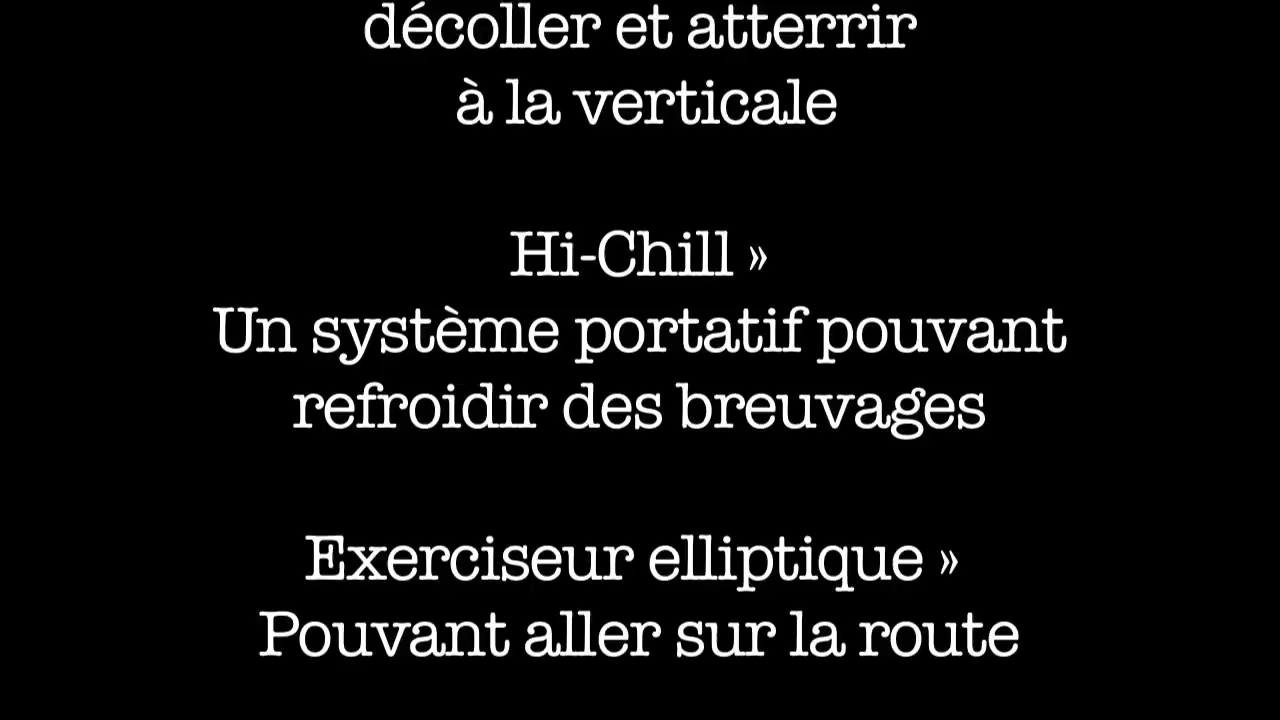 décoller et atterrir
à la verticale
Hi-Chill »
Un système portatif pouvant
refroidir des breuvages
Exerciseur elliptique »
Pouvant aller sur la route